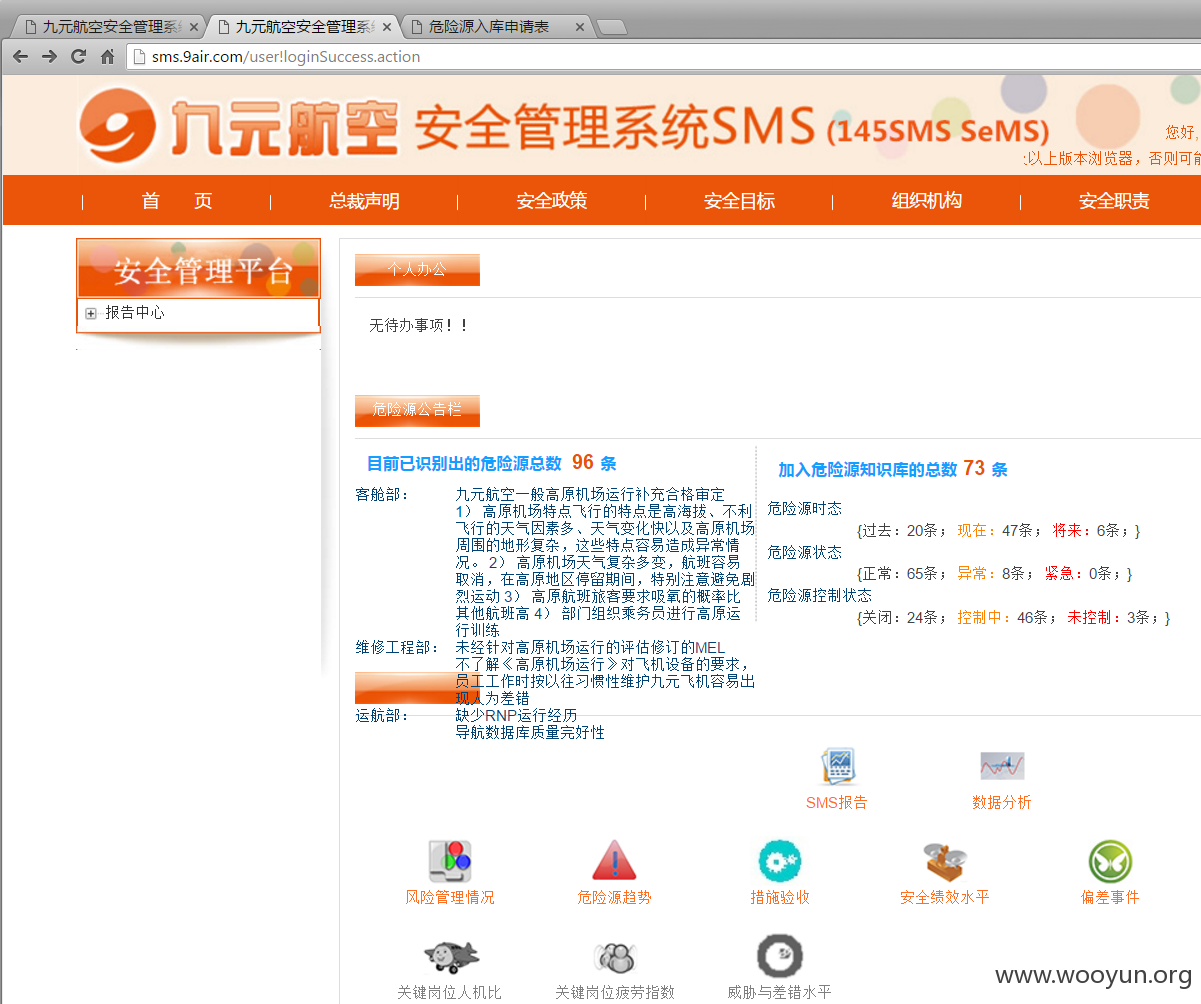 九元航空安全管理系统
九元航空安全管理系统
危险源入库申请表
sms.9air.com/user!loginSuccess.action
九元航空 安全管理系统SMS (145SMS SeMS)
您好,
以上版本浏览器，否则可能
首 页
总裁声明
安全政策
安全目标
组织机构
安全职责
安全管理平台
报告中心
个人办公
无待办事项！！
危险源公告栏
目前已识别出的危险源总数 96 条
客舱部：
九元航空一般高原机场运行补充合格审定
1） 高原机场特点飞行的特点是高海拔、不利
飞行的天气因素多、天气变化快以及高原机场
周围的地形复杂，这些特点容易造成异常情
况。 2） 高原机场天气复杂多变，航班容易
取消，在高原地区停留期间，特别注意避免剧
烈运动 3） 高原航班旅客要求吸氧的概率比
其他航班高 4） 部门组织乘务员进行高原运
行训练
维修工程部：
未经针对高原机场运行的评估修订的MEL
不了解《高原机场运行》对飞机设备的要求，
员工工作时按以往习惯性维护九元飞机容易出
现人为差错
运航部：
缺少RNP运行经历
导航数据库质量完好性
加入危险源知识库的总数 73 条
危险源时态
{过去：20条； 现在：47条； 将来：6条；}
危险源状态
{正常：65条； 异常：8条； 紧急：0条；}
危险源控制状态
{关闭：24条； 控制中：46条； 未控制：3条；}
SMS报告
数据分析
风险管理情况
危险源趋势
措施验收
安全绩效水平
偏差事件
关键岗位人机比
关键岗位疲劳指数
威胁与差错水平
www.wooyun.org